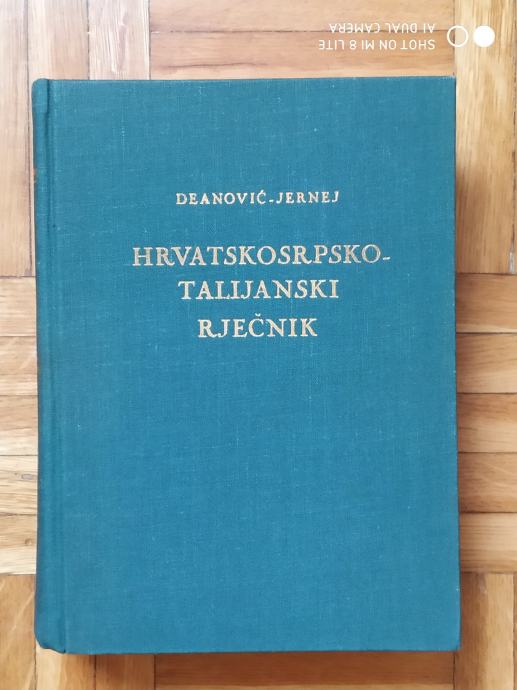 SHOT ON MI 8 LITE
AI DUAL CAMERA
DEANOVIĆ-JERNEJ
HRVATSKOSRPSKO-
TALIJANSKI
RJEČNIK